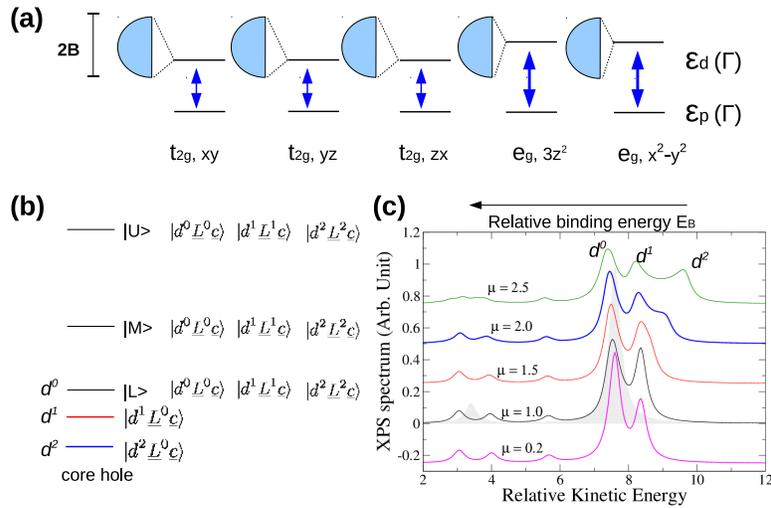 (a)
2B
εd (Γ)
εp (Γ)
t2g, xy
t2g, yz
t2g, zx
eg, 3z²
eg, x²-y²
(b)
|U> |d⁰L⁰c⟩ |d¹L¹c⟩ |d²L²c⟩
|M> |d⁰L⁰c⟩ |d¹L¹c⟩ |d²L²c⟩
d⁰ |L> |d⁰L⁰c⟩ |d¹L¹c⟩ |d²L²c⟩
d¹ |d¹L⁰c⟩
d² |d²L⁰c⟩
core hole
(c)
Relative binding energy EB
XPS spectrum (Arb. Unit)
1.2
1
0.8
0.6
0.4
0.2
0
-0.2
d⁰
d¹
d²
μ = 2.5
μ = 2.0
μ = 1.5
μ = 1.0
μ = 0.2
2 4 6 8 10 12
Relative Kinetic Energy